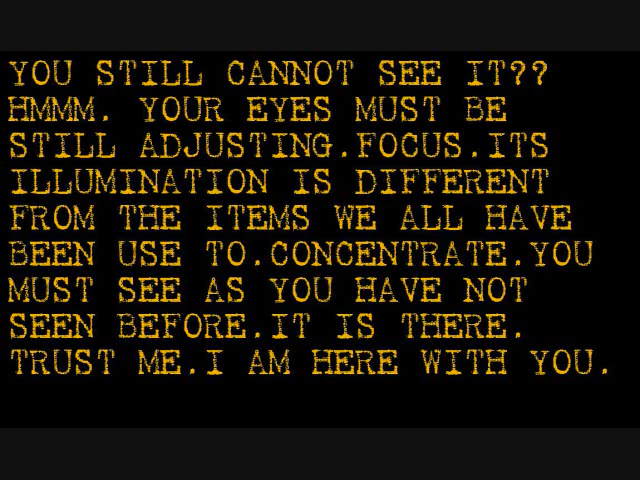 YOU STILL CANNOT SEE IT??
HMMM. YOUR EYES MUST BE
STILL ADJUSTING.FOCUS.ITS
ILLUMINATION IS DIFFERENT
FROM THE ITEMS WE ALL HAVE
BEEN USE TO.CONCENTRATE.YOU
MUST SEE AS YOU HAVE NOT
SEEN BEFORE.IT IS THERE.
TRUST ME.I AM HERE WITH YOU.